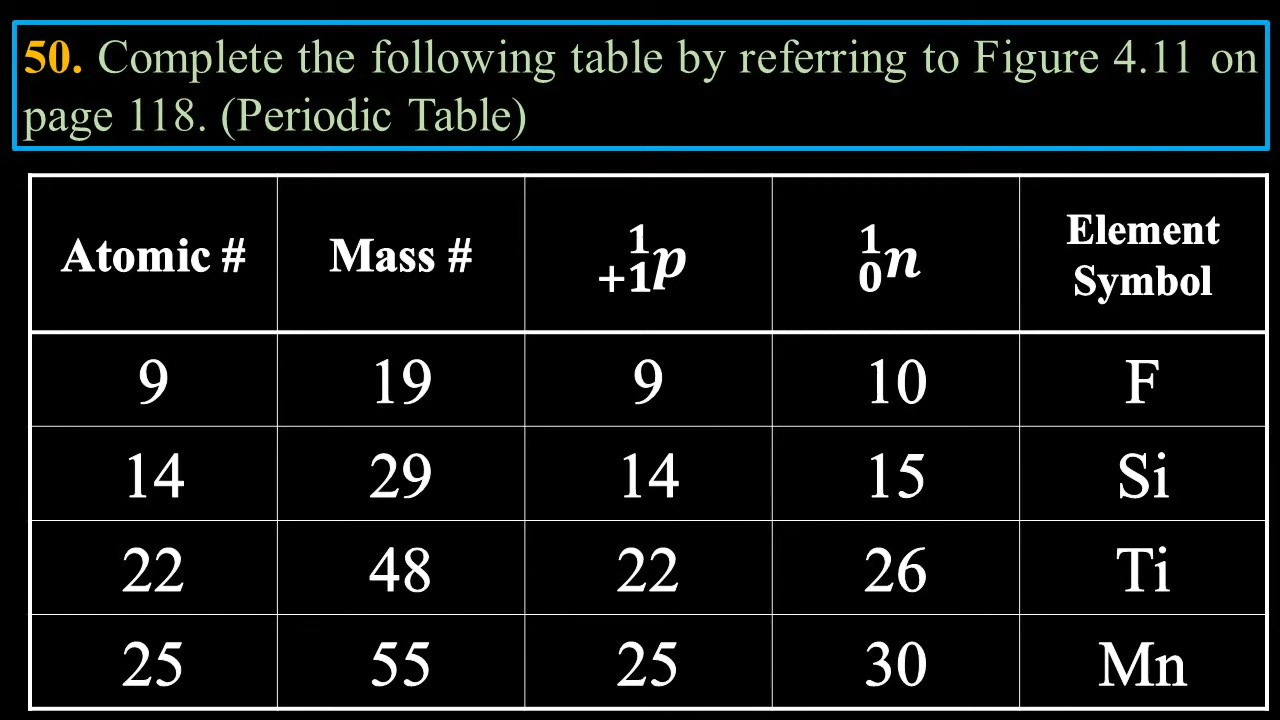 50. Complete the following table by referring to Figure 4.11 on
page 118. (Periodic Table)
Atomic # Mass # ¹₊₁p ¹₀n Element Symbol
9 19 9 10 F
14 29 14 15 Si
22 48 22 26 Ti
25 55 25 30 Mn